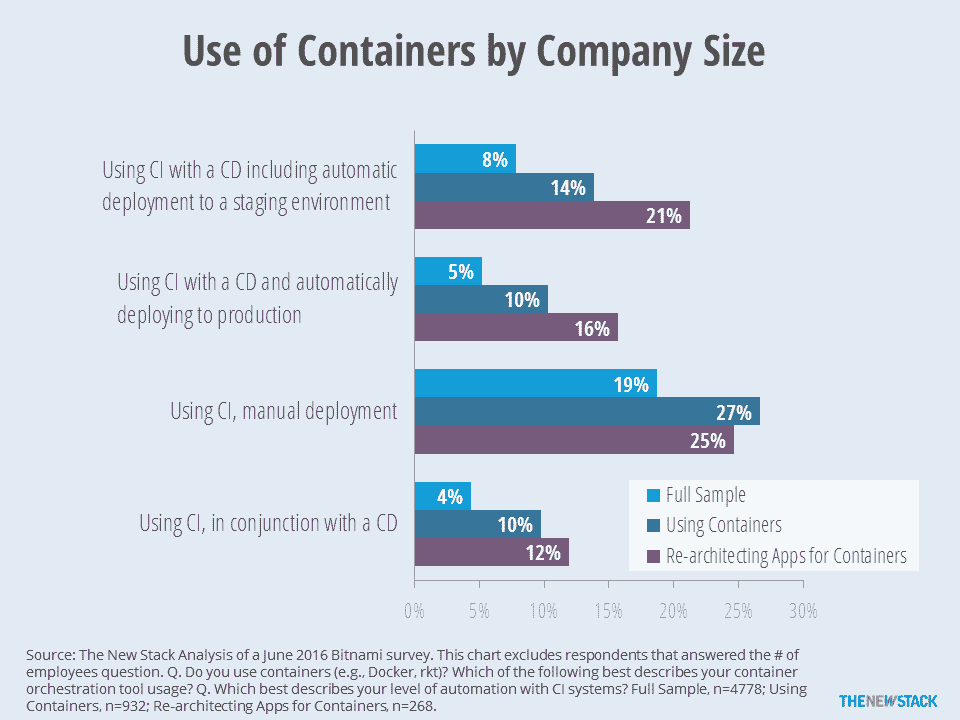 Use of Containers by Company Size
Using CI with a CD including automatic
deployment to a staging environment
8%
14%
21%
Using CI with a CD and automatically
deploying to production
5%
10%
16%
Using CI, manual deployment
19%
27%
25%
Using CI, in conjunction with a CD
4%
10%
12%
Full Sample
Using Containers
Re-architecting Apps for Containers
0% 5% 10% 15% 20% 25% 30%
Source: The New Stack Analysis of a June 2016 Bitnami survey. This chart excludes respondents that answered the # of
employees question. Q. Do you use containers (e.g., Docker, rkt)? Which of the following best describes your container
orchestration tool usage? Q. Which best describes your level of automation with CI systems? Full Sample, n=4778; Using
Containers, n=932; Re-architecting Apps for Containers, n=268.
THENEWSTACK